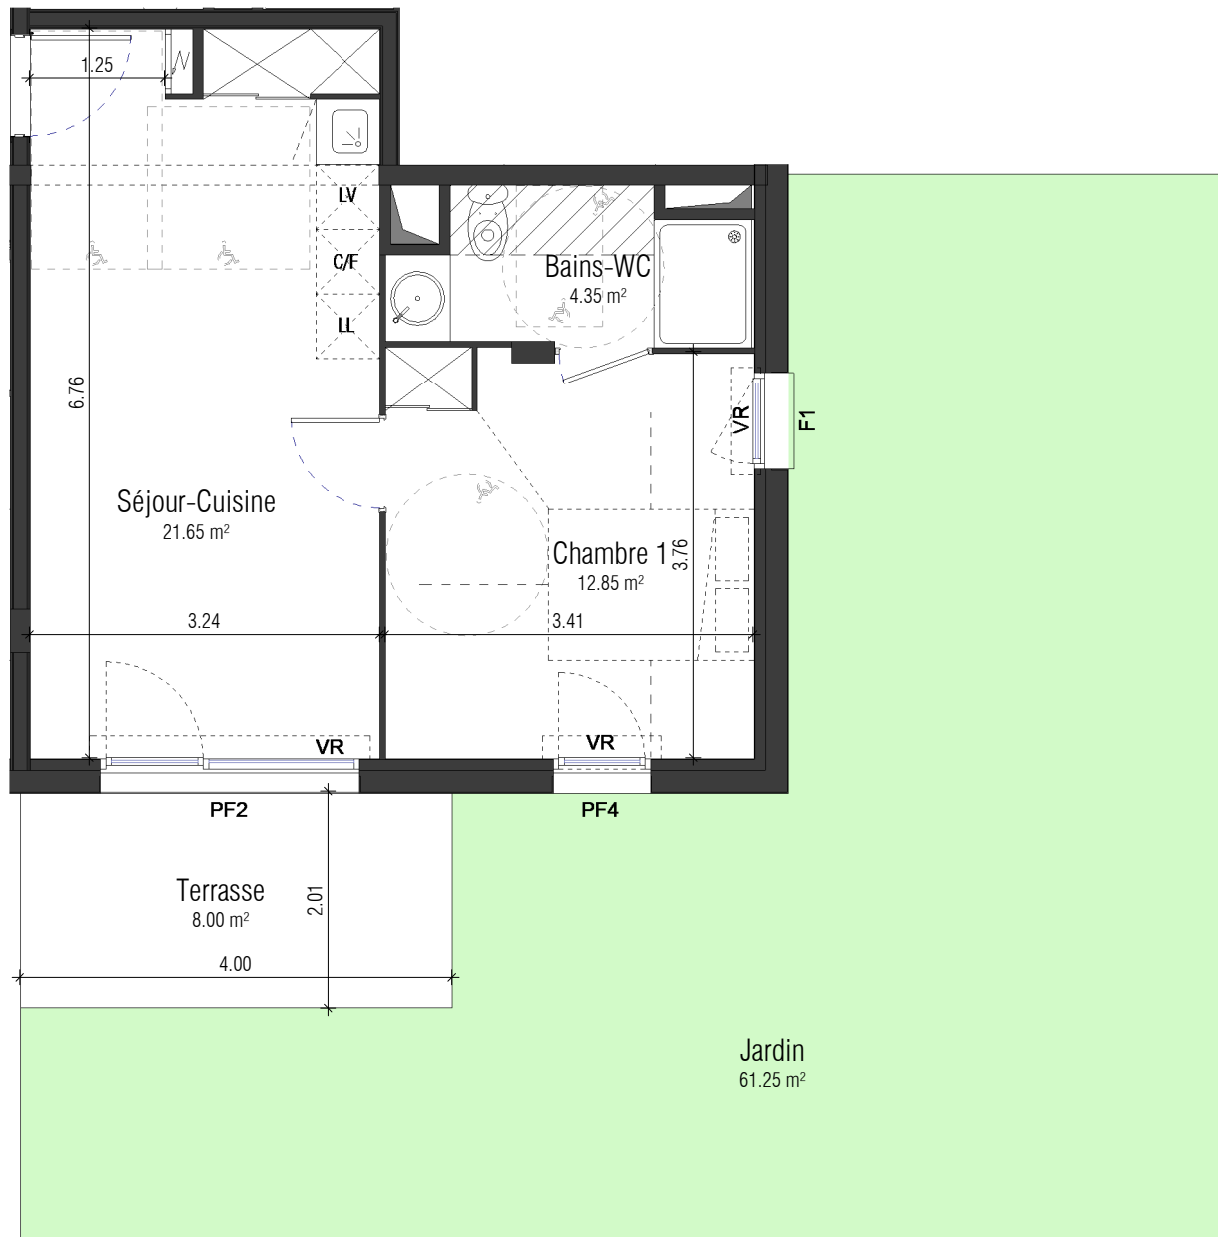 1.25
LV
C/F
LL
Bains-WC
4.35 m²
6.76
VR
F1
Séjour-Cuisine
21.65 m²
Chambre 1
12.85 m²
3.76
3.24
3.41
VR
VR
PF2
PF4
Terrasse
8.00 m²
2.01
4.00
Jardin
61.25 m²